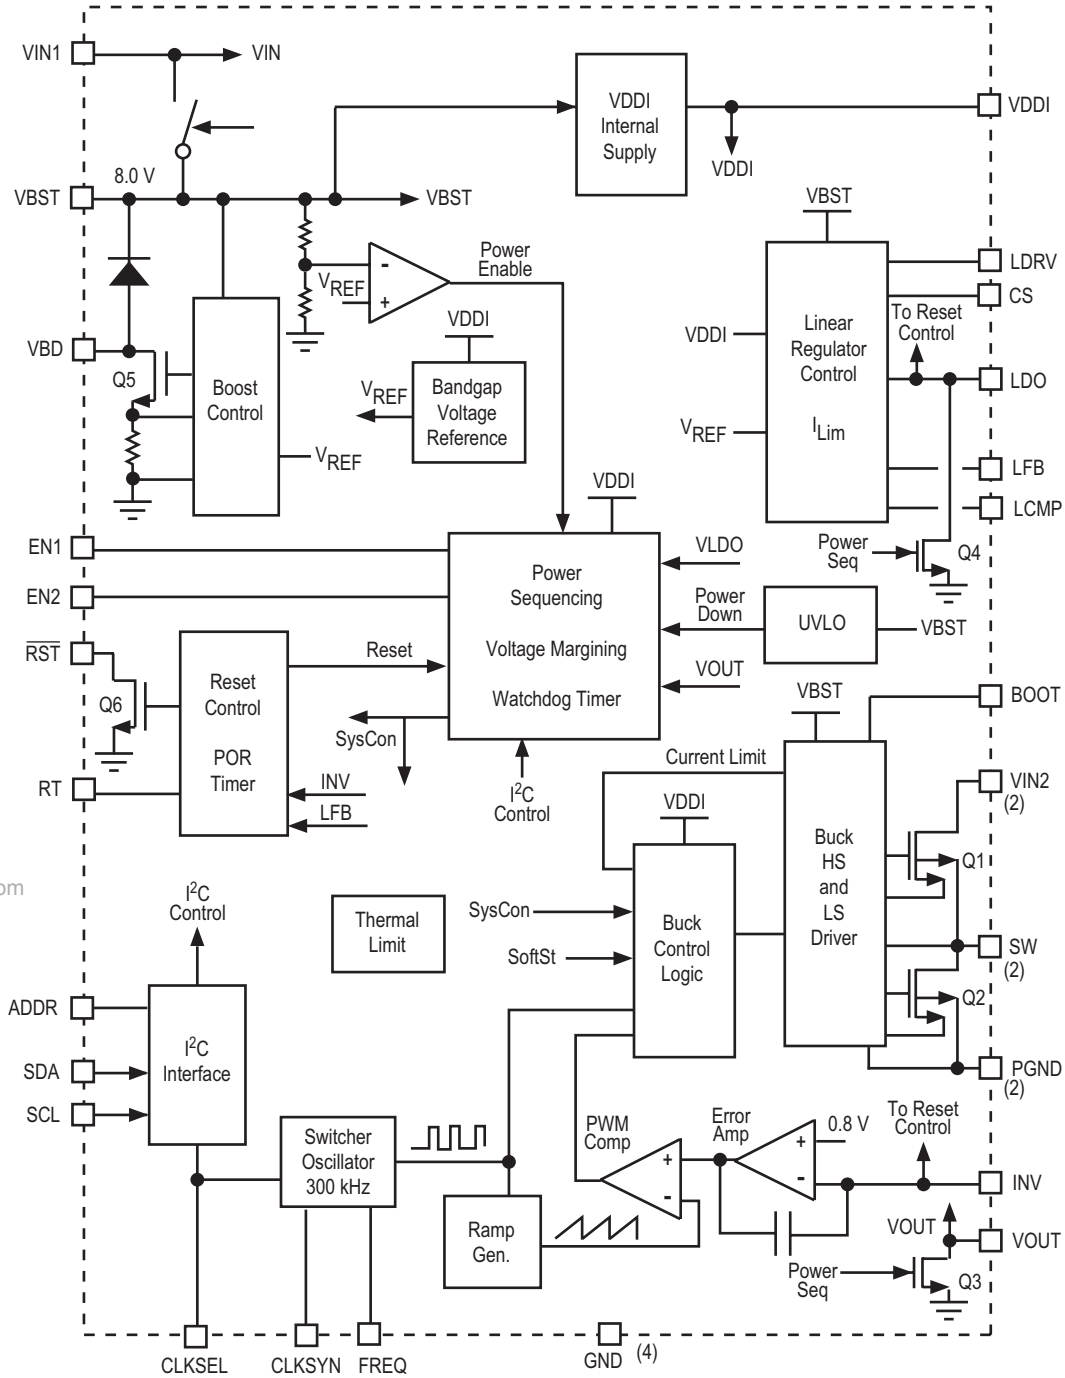 VIN1
VIN
VDDI
Internal
Supply
VDDI
VDDI
8.0 V
VBST
VBST
VBST
Power
Enable
VREF
-
+
LDRV
CS
To Reset
Control
Linear
Regulator
Control
ILim
VDDI
VREF
LDO
LFB
LCMP
VBD
Q5
Boost
Control
VREF
VDDI
Bandgap
Voltage
Reference
VREF
VDDI
Power
Seq
Q4
EN1
EN2
Power
Sequencing
Voltage Margining
Watchdog Timer
VLDO
Power
Down
UVLO
VBST
VOUT
RST
Q6
Reset
Control
POR
Timer
Reset
SysCon
I2C
Control
RT
INV
LFB
VBST
BOOT
Current Limit
VDDI
Buck
HS
and
LS
Driver
VIN2
(2)
Q1
om
I2C
Control
Thermal
Limit
SysCon
SoftSt
Buck
Control
Logic
SW
(2)
Q2
ADDR
SDA
SCL
I2C
Interface
PGND
(2)
Switcher
Oscillator
300 kHz
PWM
Comp
+
-
Error
Amp
+
-
0.8 V
To Reset
Control
INV
Ramp
Gen.
VOUT
VOUT
Power
Seq
Q3
CLKSEL
CLKSYN
FREQ
GND
(4)